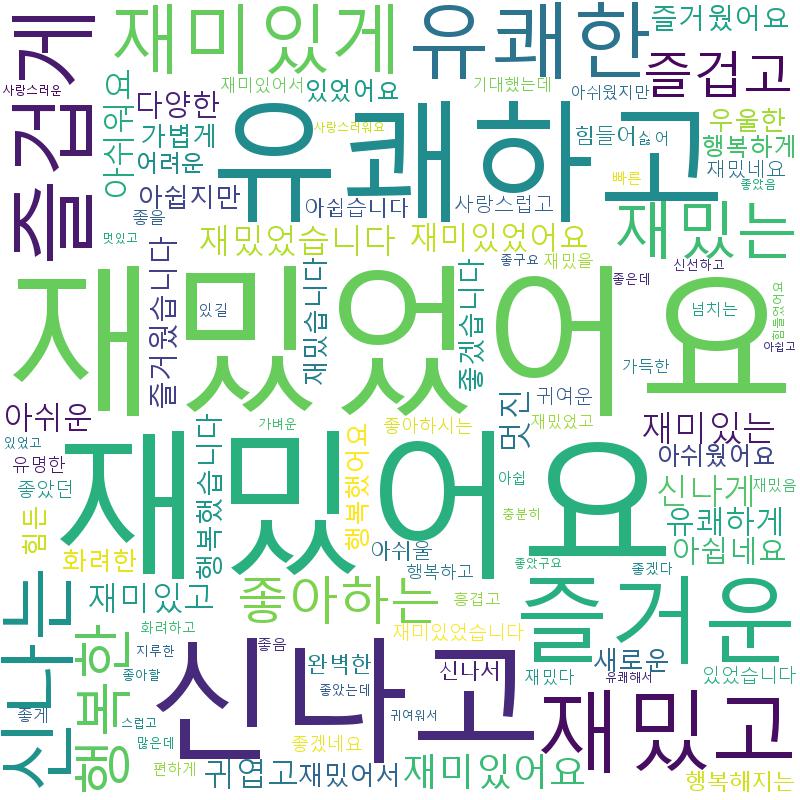 재미있게
유쾌한
즐거웠어요
즐겁게
사랑스러운
아쉬워요
다양한
가볍게
어려운
재미있어서
있었어요
기대했는데
아쉬웠지만
즐겁고
우울한
행복하게
유쾌하고
사랑스러워요
힘들어
싫어
빠른
재밌네요
좋았음
아쉽지만
좋을
아쉽습니다
사랑스럽고
멋있고
재밌었습니다
재미있었어요
재밌는
즐거웠습니다
재밌습니다
좋겠습니다
좋구요
재밌을
좋은데
신선하고
힘들었어요
있길
넘치는
재밌었어요
아쉽고
가득한
귀여운
아쉬운
멋진
재밌었고
재미있는
있었고
가벼운
좋아하시는
행복했어요
행복했습니다
유명한
아쉬웠어요
좋았던
재밌어요
아쉽
신나게
재밌음
힘든
충분히
유쾌하게
화려한
아쉬울
아쉽네요
행복하고
좋았구요
좋겠다
신나는
행복한
재미있고
좋아하는
흥겹고
즐거운
화려하고
재미있었습니다
지루한
좋음
완벽한
신나서
새로운
좋아할
신나고
좋았는데
재밌다
유쾌해서
있었습니다
좋게
스럽고
귀여워서
재밌고
많은데
좋겠네요
편하게
귀엽고
재밌어서
재미있어요
행복해지는